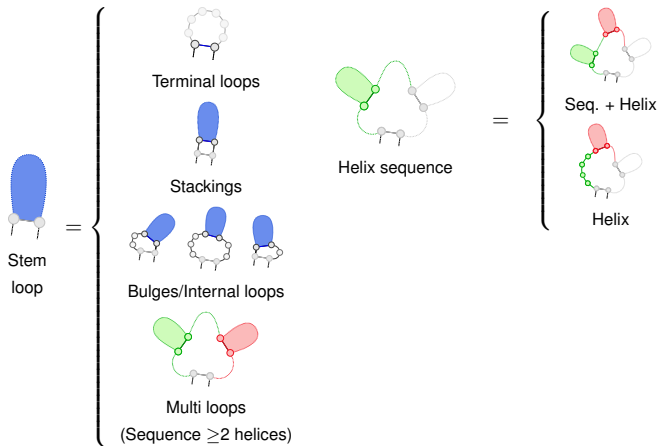 Stem
loop
=
Terminal loops
Stackings
Bulges/Internal loops
Multi loops
(Sequence ≥2 helices)
Helix sequence
=
Seq. + Helix
Helix